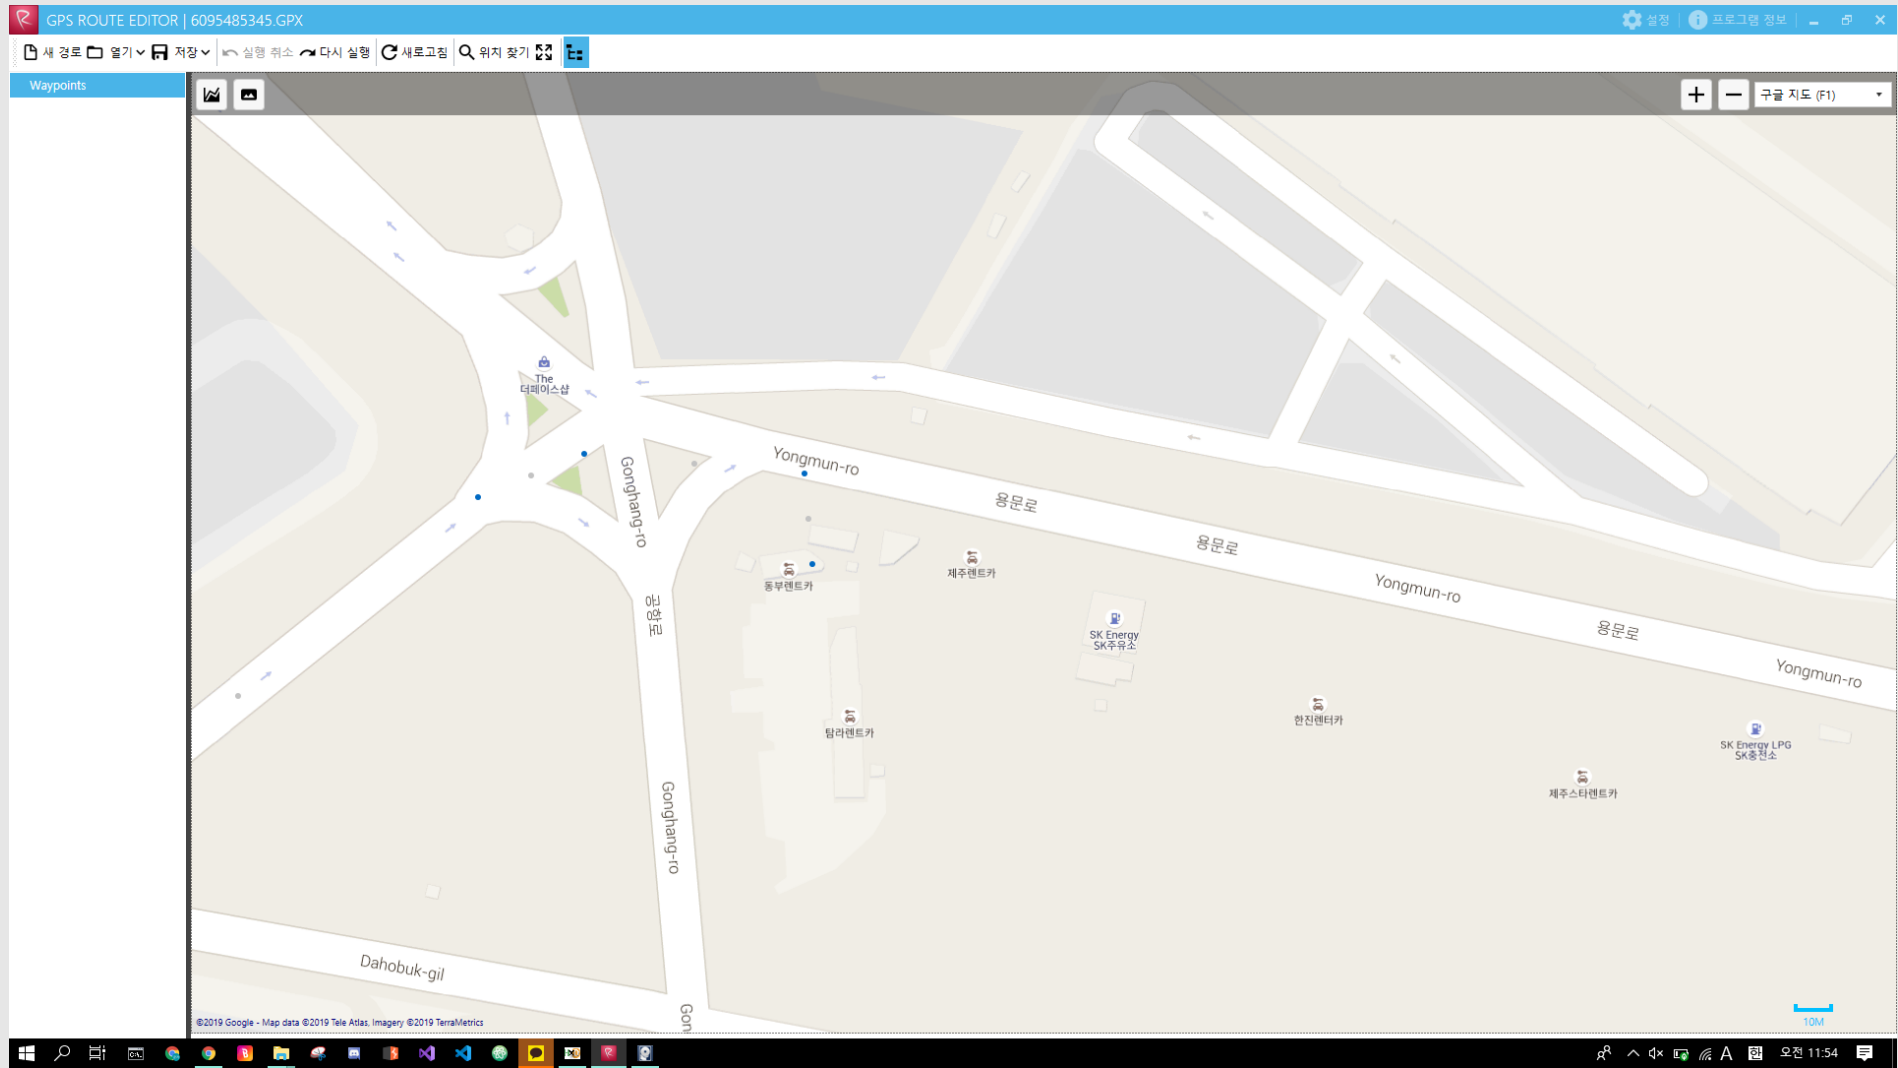 GPS ROUTE EDITOR | 6095485345.GPX
설정
프로그램 정보
새 경로
열기
저장
실행 취소
다시 실행
새로고침
위치 찾기
Waypoints
구글 지도 (F1)
The
더페이스샵
Yongmun-ro
Gonghang-ro
용문로
용문로
제주렌트카
동부렌트카
Yongmun-ro
공항로
SK Energy
SK주유소
용문로
Yongmun-ro
한진렌터카
탐라렌트카
SK Energy LPG
SK충전소
제주스타렌트카
Gonghang-ro
Dahobuk-gil
Gon
©2019 Google - Map data ©2019 Tele Atlas, Imagery ©2019 TerraMetrics
10M
A
한
오전 11:54